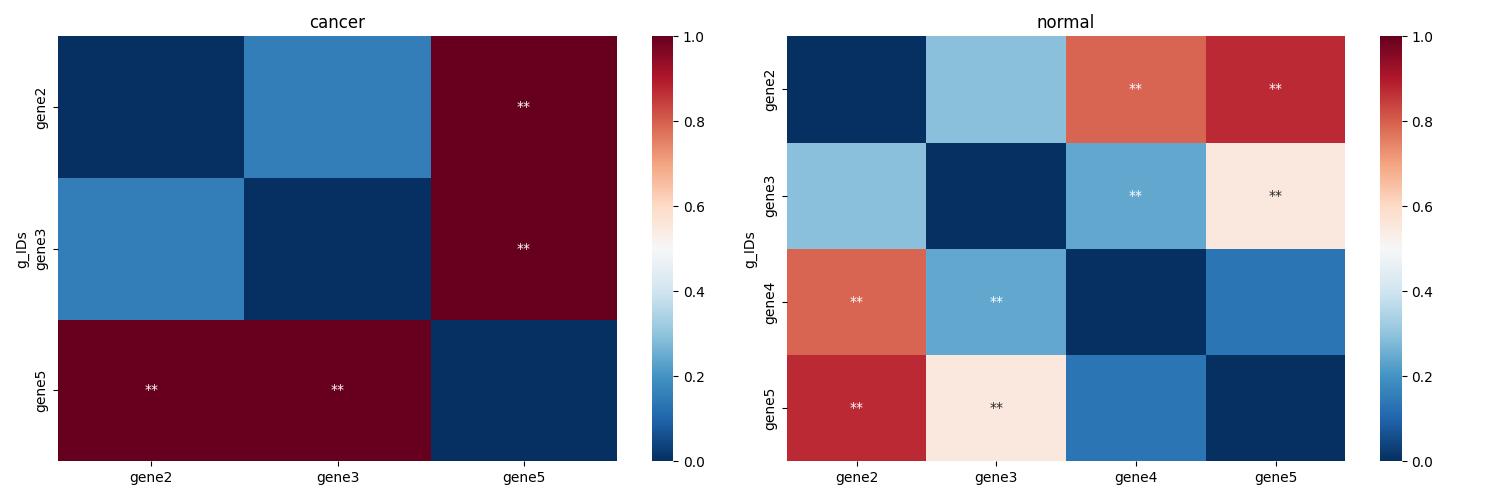 cancer
g_IDs
gene2
**
gene3
**
gene5
** **
gene2 gene3 gene5
1.0
0.8
0.6
0.4
0.2
0.0
normal
g_IDs
gene2
** **
gene3
** **
gene4
** **
gene5
** **
gene2 gene3 gene4 gene5
1.0
0.8
0.6
0.4
0.2
0.0